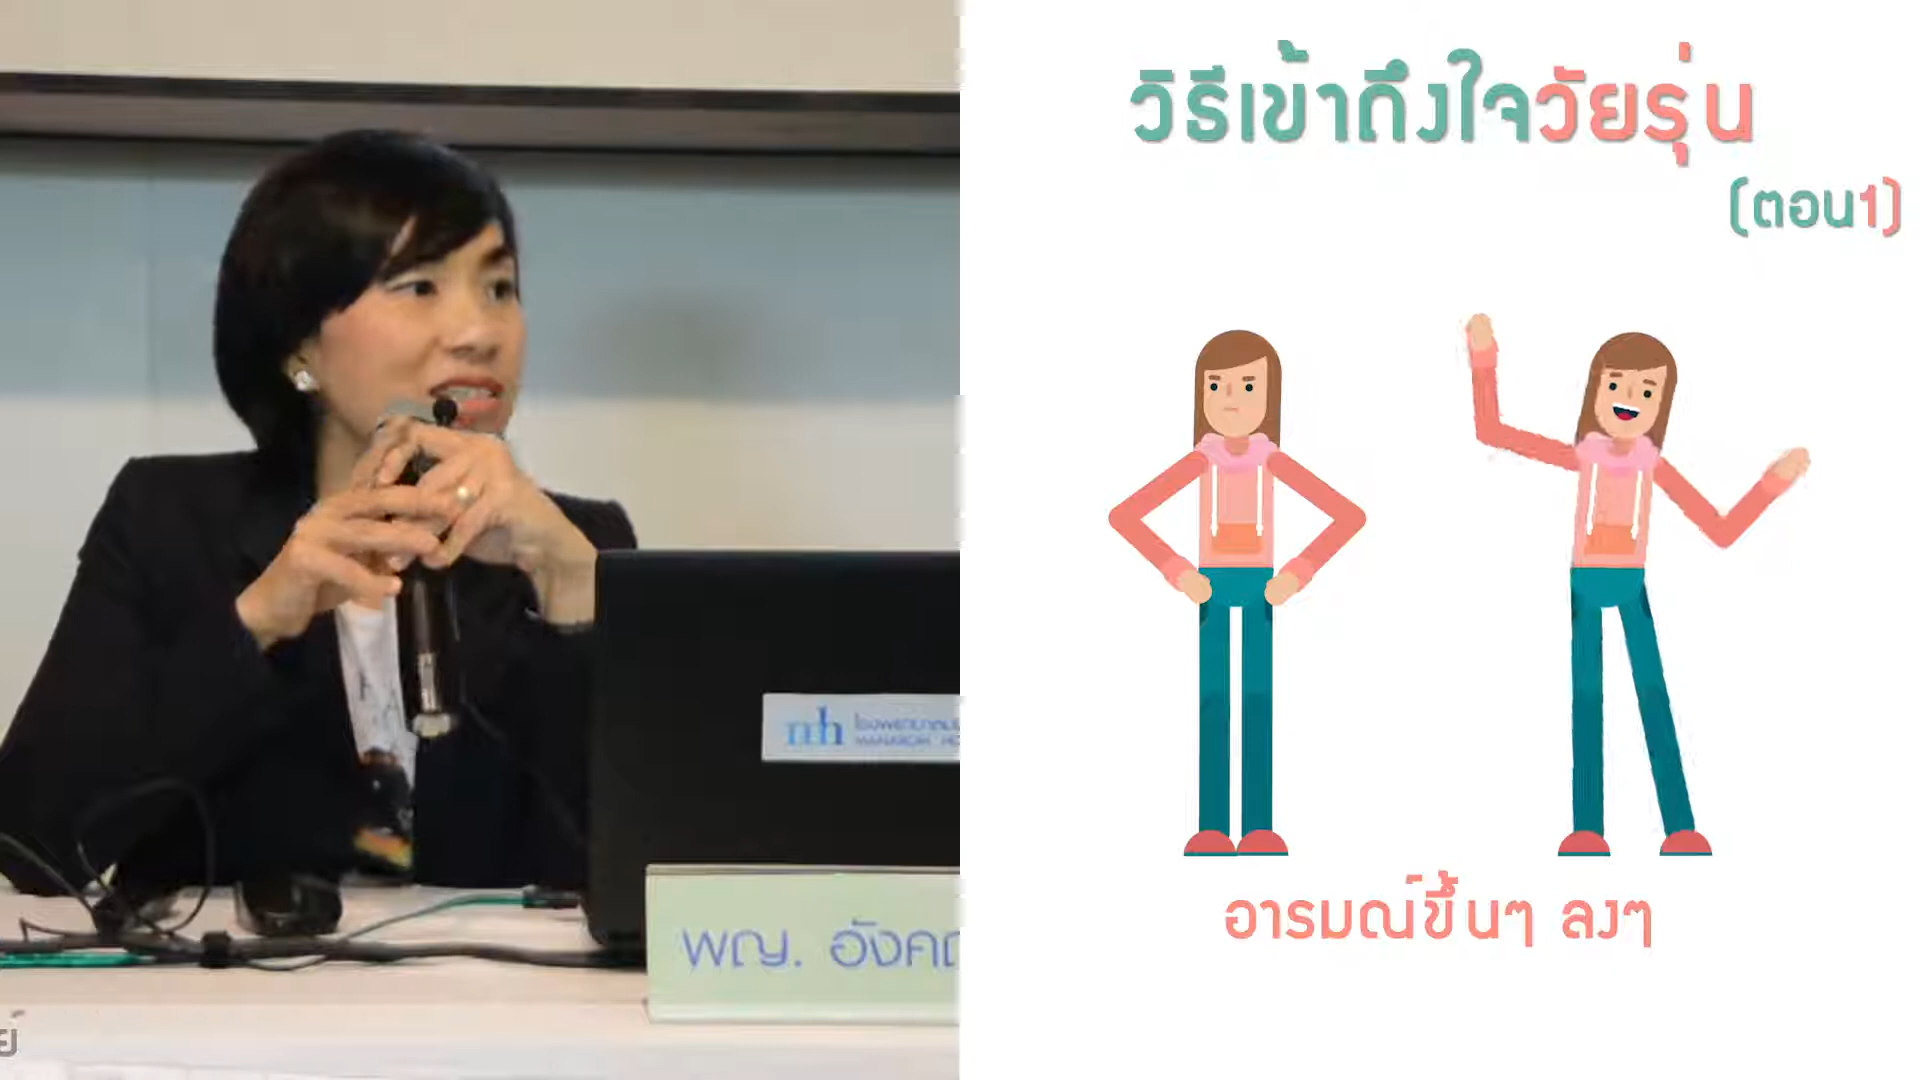 วิธีเข้าถึงใจวัยรุ่น
(ตอน1)
อารมณ์ขึ้นๆ ลงๆ
mh
พญ. อังค